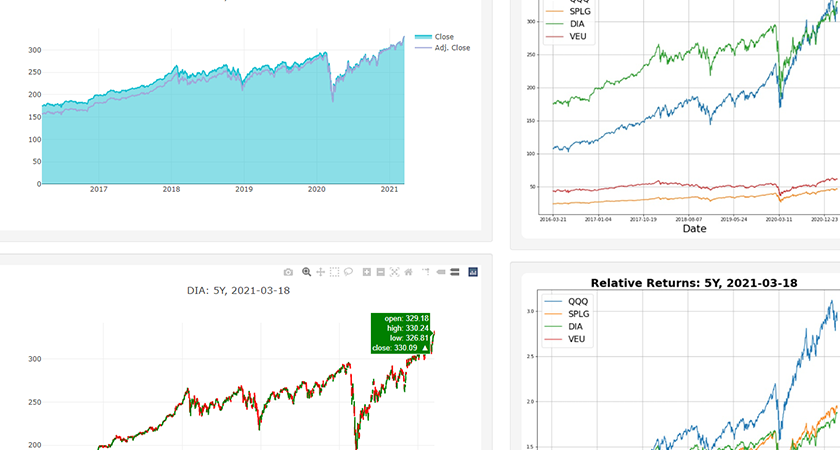 Close
Adj. Close
300
250
200
150
100
50
0
2017
2018
2019
2020
2021
QQQ
SPLG
DIA
VEU
300
250
200
150
100
50
2016-03-21
2017-01-04
2017-10-19
2018-08-07
2019-05-24
2020-03-11
2020-12-23
Date
DIA: 5Y, 2021-03-18
open: 329.18
high: 330.24
low: 326.81
close: 330.09 ▲
300
250
200
Relative Returns: 5Y, 2021-03-18
QQQ
SPLG
DIA
VEU
3.0
2.5
2.0
1.5